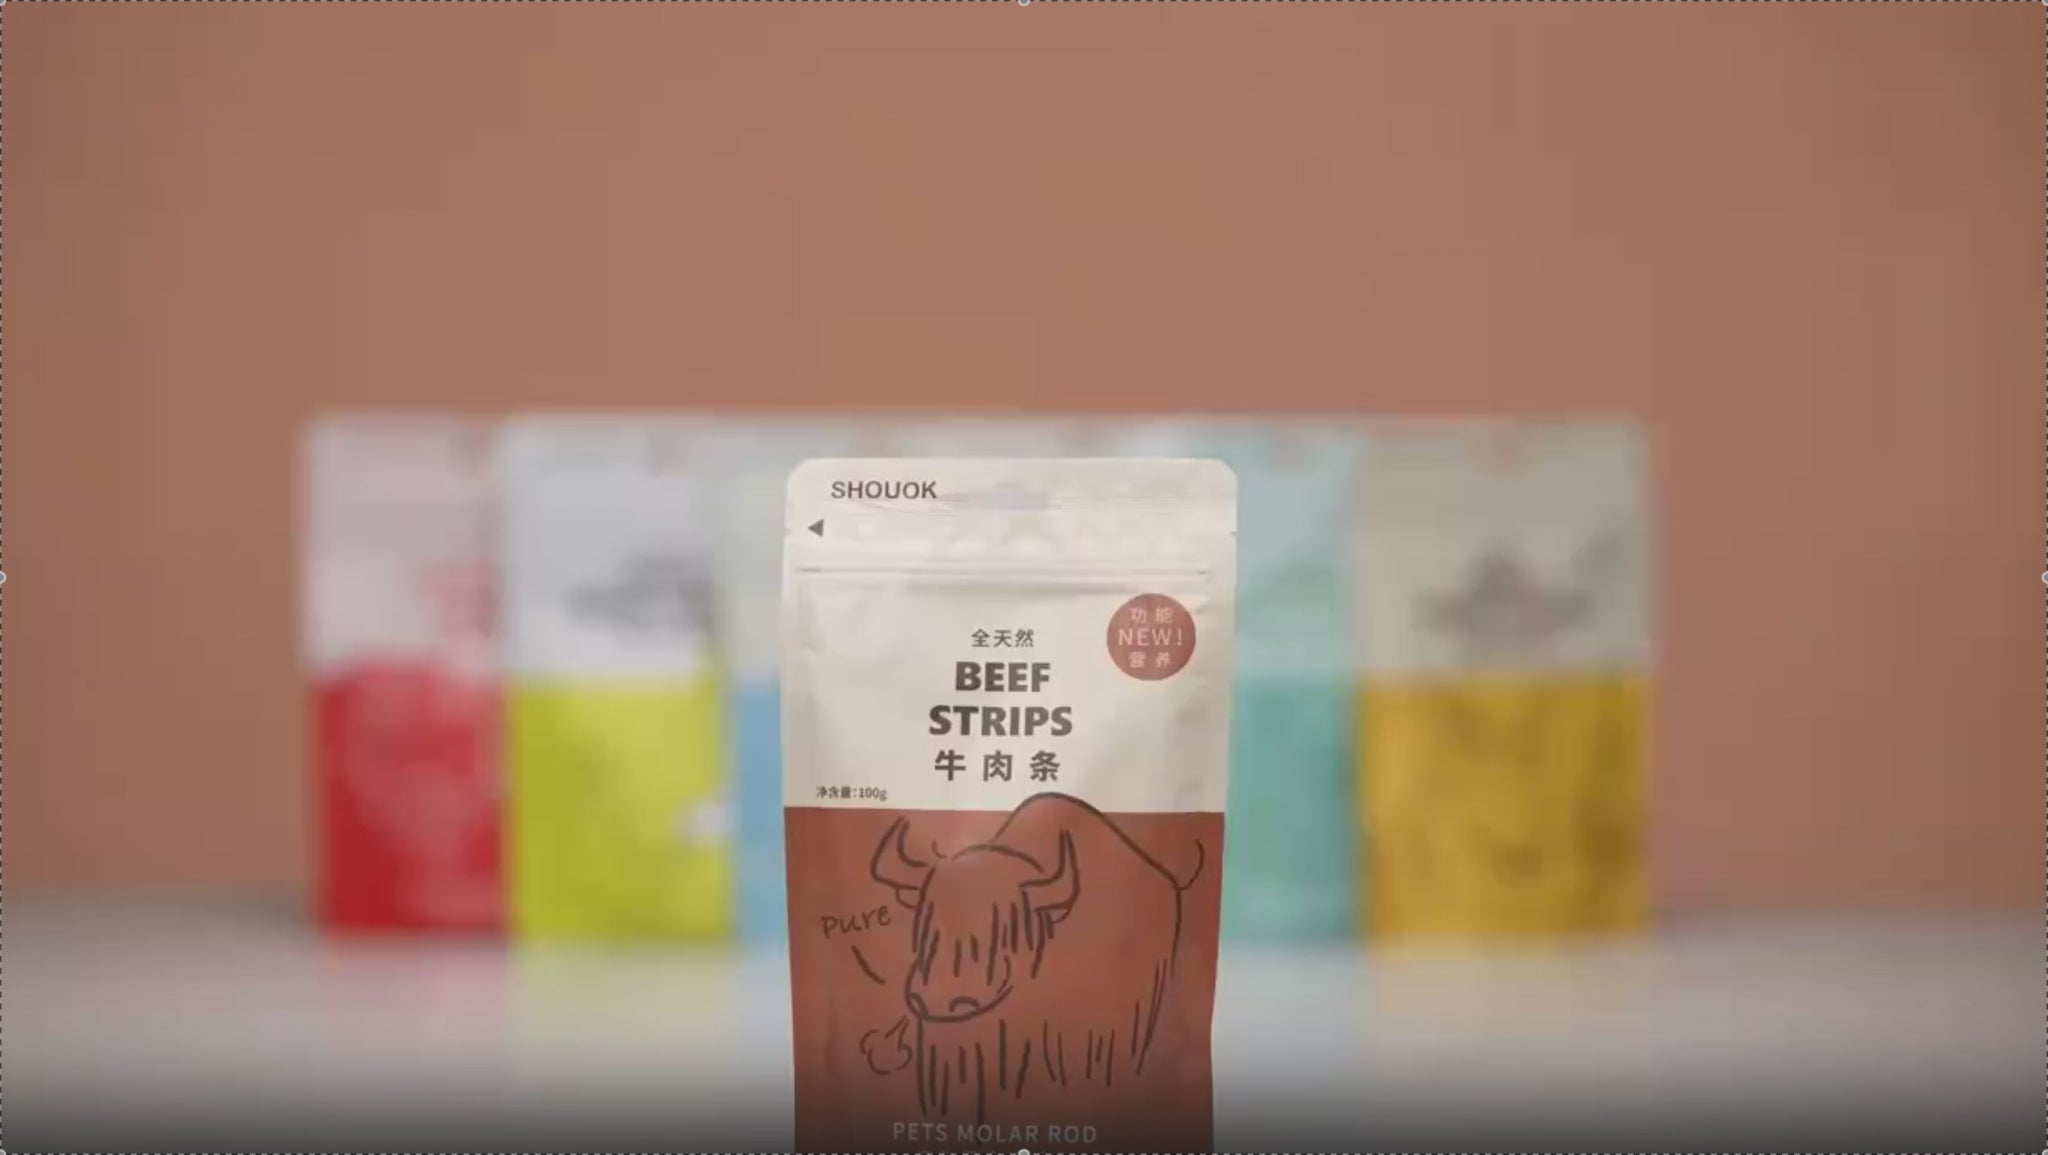 SHOUOK
功能
NEW!
营养
全天然
BEEF
STRIPS
牛肉条
净含量:100g
Pure
PETS MOLAR ROD